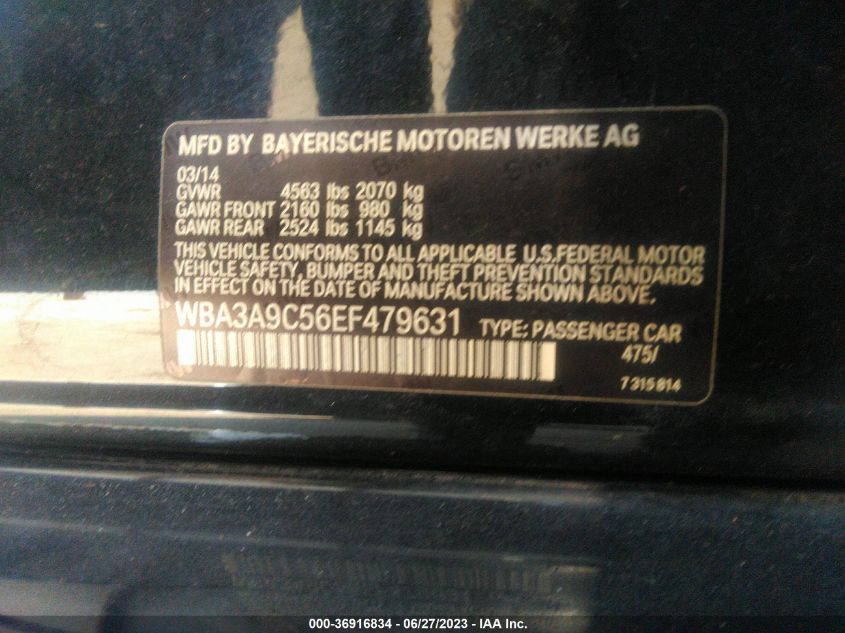 MFD BY BAYERISCHE MOTOREN WERKE AG
03/14
GVWR 4563 lbs 2070 kg
GAWR FRONT 2160 lbs 980 kg
GAWR REAR 2524 lbs 1145 kg
THIS VEHICLE CONFORMS TO ALL APPLICABLE U.S.FEDERAL MOTOR
VEHICLE SAFETY, BUMPER AND THEFT PREVENTION STANDARDS
IN EFFECT ON THE DATE OF MANUFACTURE SHOWN ABOVE.
WBA3A9C56EF479631 TYPE: PASSENGER CAR
475/
7 315 814
000-36916834 - 06/27/2023 - IAA Inc.